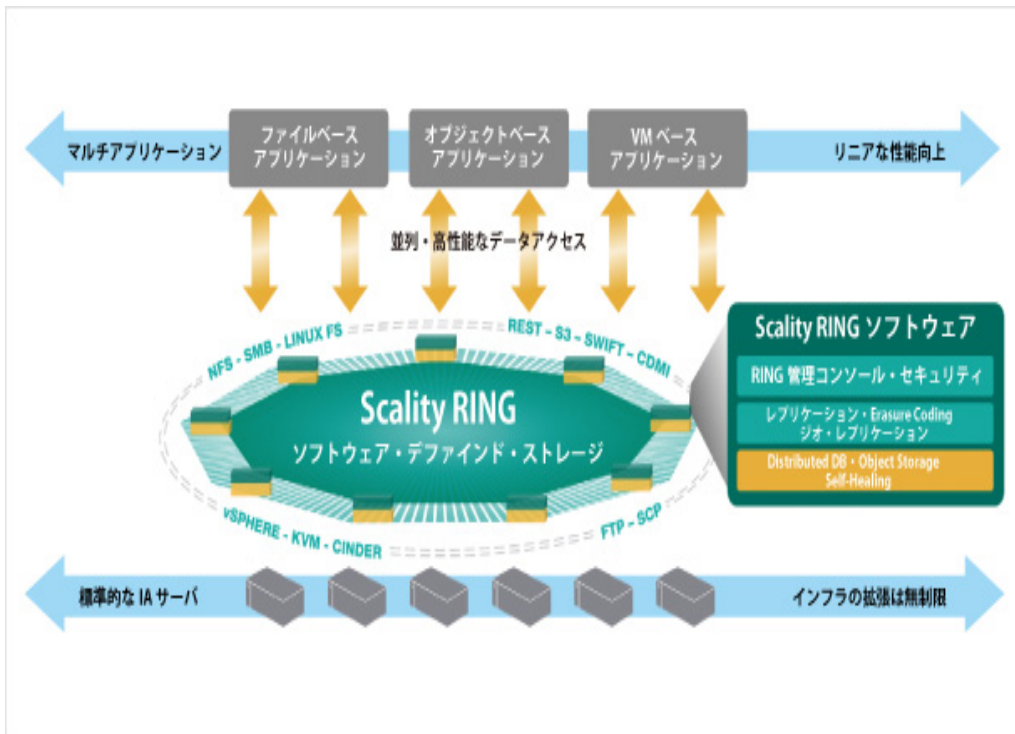 マルチアプリケーション
ファイルベース
アプリケーション
オブジェクトベース
アプリケーション
VM ベース
アプリケーション
リニアな性能向上
並列・高性能なデータアクセス
NFS - SMB - LINUX FS
REST - S3 - SWIFT - CDMI
Scality RING
ソフトウェア・デファインド・ストレージ
vSPHERE - KVM - CINDER
FTP - SCP
Scality RING ソフトウェア
RING 管理コンソール・セキュリティ
レプリケーション・Erasure Coding
ジオ・レプリケーション
Distributed DB・Object Storage
Self-Healing
標準的な IA サーバ
インフラの拡張は無制限